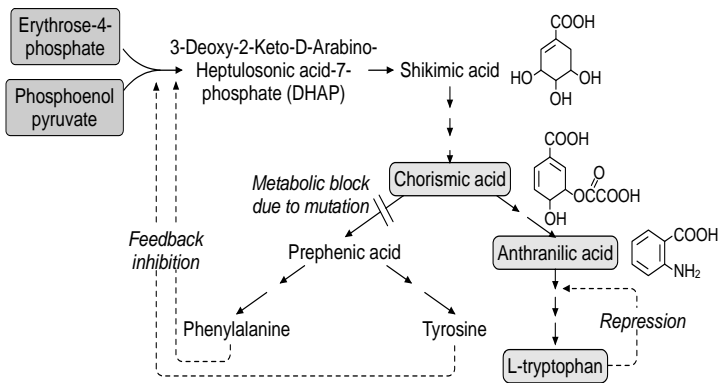 Erythrose-4-
phosphate
Phosphoenol
pyruvate
3-Deoxy-2-Keto-D-Arabino-
Heptulosonic acid-7-
phosphate (DHAP)
Shikimic acid
COOH
HO
OH
OH
Chorismic acid
COOH
O
OCCOOH
OH
Metabolic block
due to mutation
Prephenic acid
Anthranilic acid
COOH
NH2
Feedback
inhibition
Phenylalanine
Tyrosine
Repression
L-tryptophan